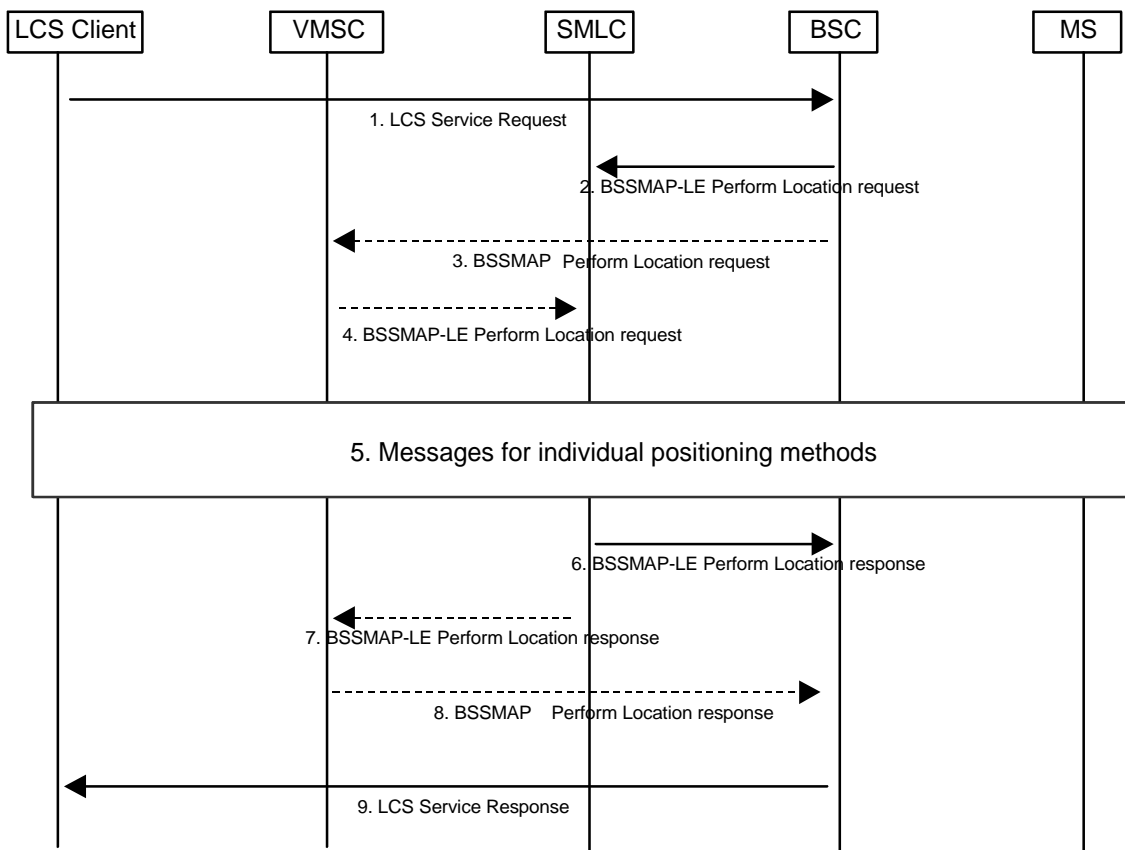 LCS Client
VMSC
SMLC
BSC
MS
1. LCS Service Request
2. BSSMAP-LE Perform Location request
3. BSSMAP Perform Location request
4. BSSMAP-LE Perform Location request
5. Messages for individual positioning methods
6. BSSMAP-LE Perform Location response
7. BSSMAP-LE Perform Location response
8. BSSMAP Perform Location response
9. LCS Service Response